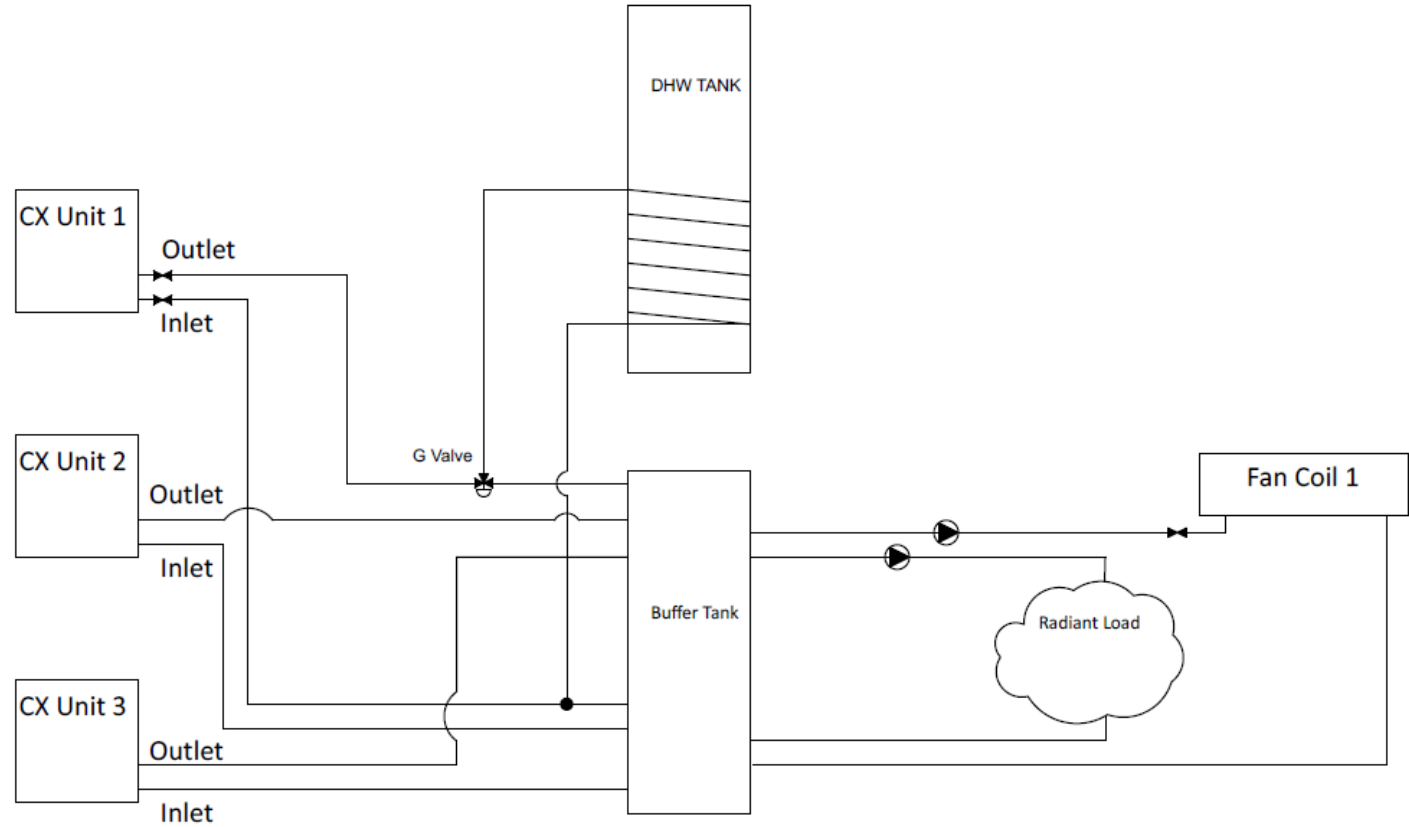 DHW TANK
CX Unit 1
Outlet
Inlet
G Valve
CX Unit 2
Outlet
Inlet
Fan Coil 1
Buffer Tank
Radiant Load
CX Unit 3
Outlet
Inlet